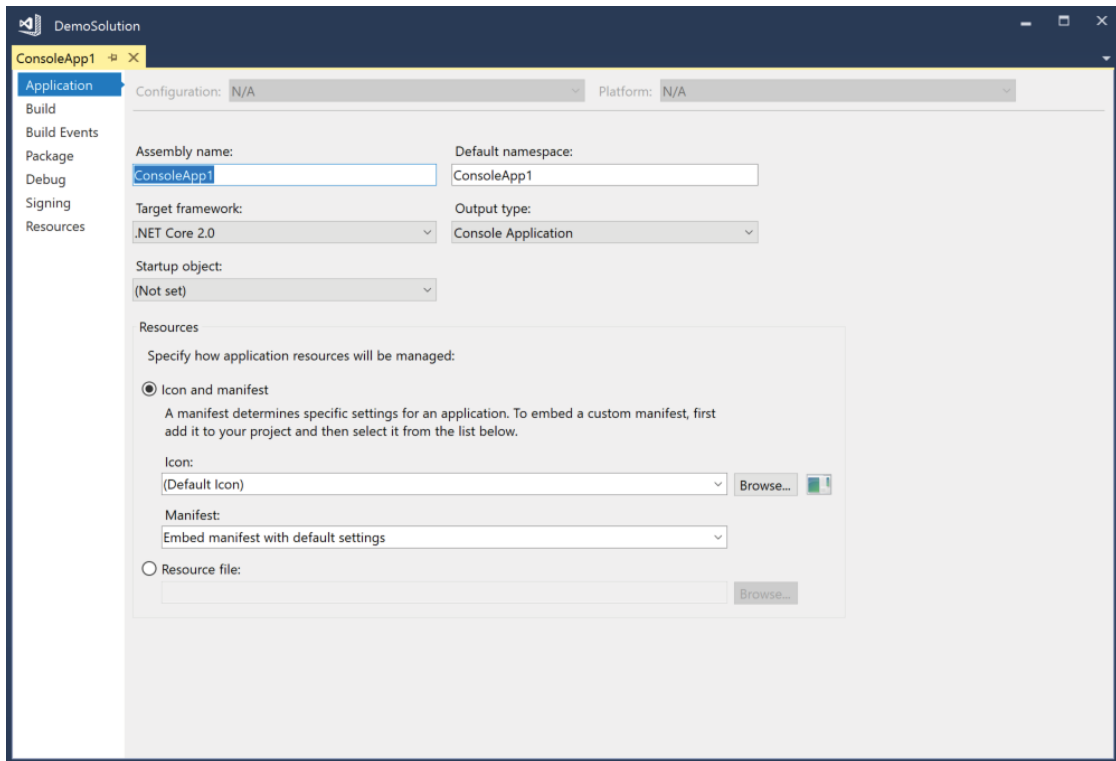 DemoSolution
ConsoleApp1
Application
Build
Build Events
Package
Debug
Signing
Resources
Configuration: N/A Platform: N/A
Assembly name: Default namespace:
ConsoleApp1 ConsoleApp1
Target framework: Output type:
.NET Core 2.0 Console Application
Startup object:
(Not set)
Resources
Specify how application resources will be managed:
Icon and manifest
A manifest determines specific settings for an application. To embed a custom manifest, first
add it to your project and then select it from the list below.
Icon:
(Default Icon) Browse...
Manifest:
Embed manifest with default settings
Resource file:
Browse...